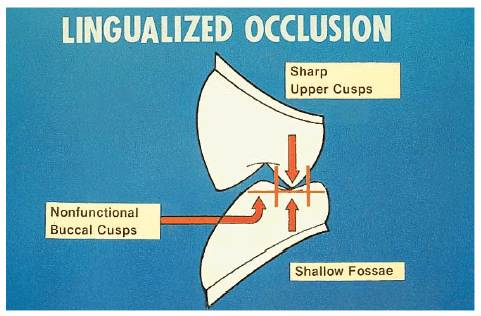 LINGUALIZED OCCLUSION
Sharp
Upper Cusps
Nonfunctional
Buccal Cusps
Shallow Fossae